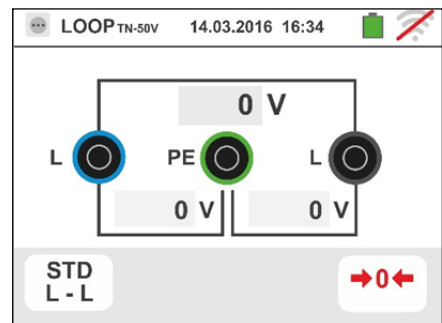 LOOP TN-50V 14.03.2016 16:34
0 V
L PE L
0 V 0 V
STD →0←
L - L